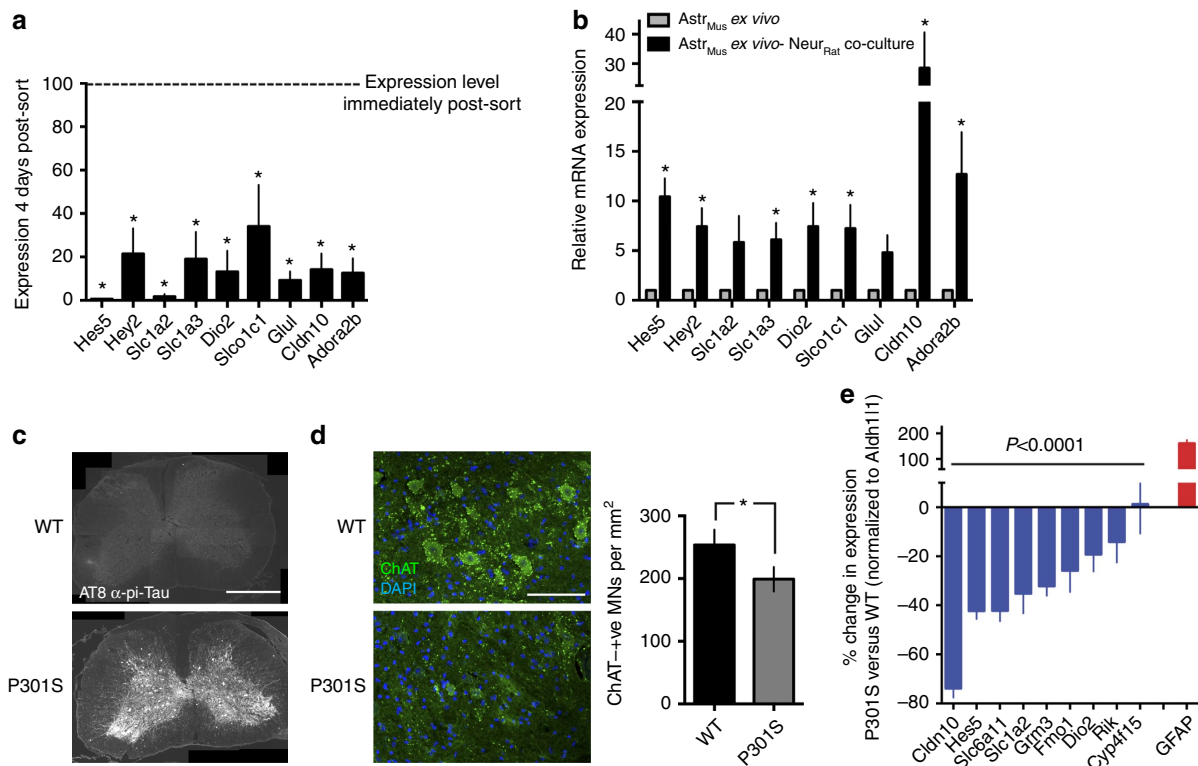 a
Expression 4 days post-sort
100
80
60
40
20
0
Expression level
immediately post-sort
*
*
*
*
*
*
*
*
*
Hes5
Hey2
Slc1a2
Slc1a3
Dio2
Slco1c1
Glul
Cldn10
Adora2b
b
Relative mRNA expression
40
30
20
15
10
5
0
AstrMus ex vivo
AstrMus ex vivo- NeurRat co-culture
*
*
*
*
*
*
*
Hes5
Hey2
Slc1a2
Slc1a3
Dio2
Slco1c1
Glul
Cldn10
Adora2b
c
WT
AT8 α-pi-Tau
P301S
d
WT
ChAT
DAPI
P301S
ChAT–+ve MNs per mm2
300
200
100
0
*
WT
P301S
e
% change in expression
P301S versus WT (normalized to Aldh1l1)
200
100
0
−20
−40
−60
−80
P<0.0001
Cldn10
Hes5
Slc6a11
Slc1a2
Grm3
Fmo1
Dio2
Rik
Cyp4f15
GFAP